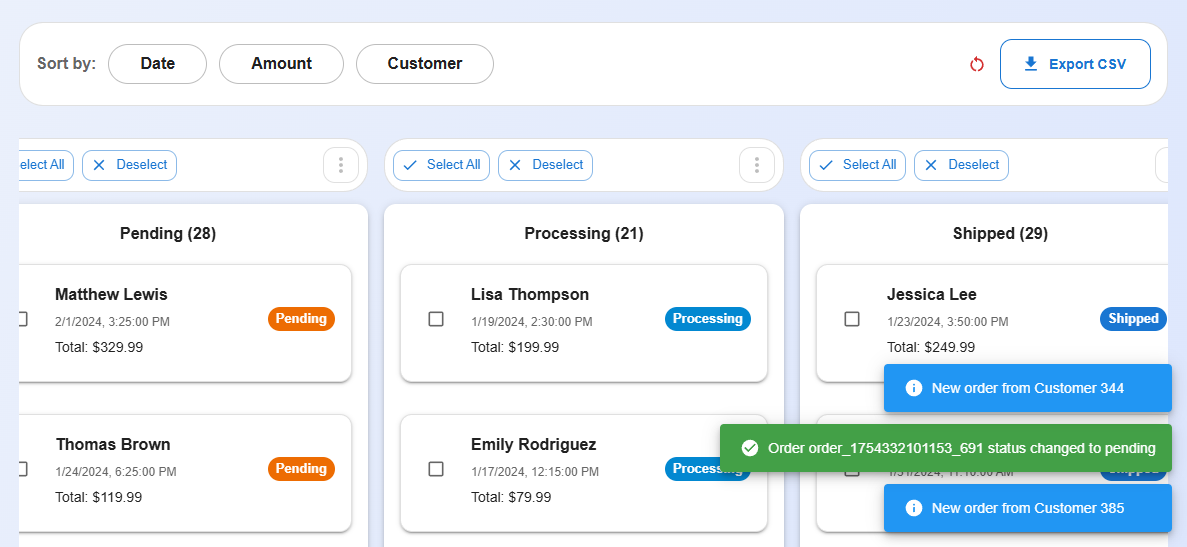 Sort by:
Date
Amount
Customer
Export CSV
elect All
Deselect
Select All
Deselect
Select All
Deselect
Pending (28)
Matthew Lewis
2/1/2024, 3:25:00 PM
Total: $329.99
Pending
Thomas Brown
1/24/2024, 6:25:00 PM
Total: $119.99
Pending
Processing (21)
Lisa Thompson
1/19/2024, 2:30:00 PM
Total: $199.99
Processing
Emily Rodriguez
1/17/2024, 12:15:00 PM
Total: $79.99
Processing
Shipped (29)
Jessica Lee
1/23/2024, 3:50:00 PM
Total: $249.99
Shipped
New order from Customer 344
Order order_1754332101153_691 status changed to pending
New order from Customer 385